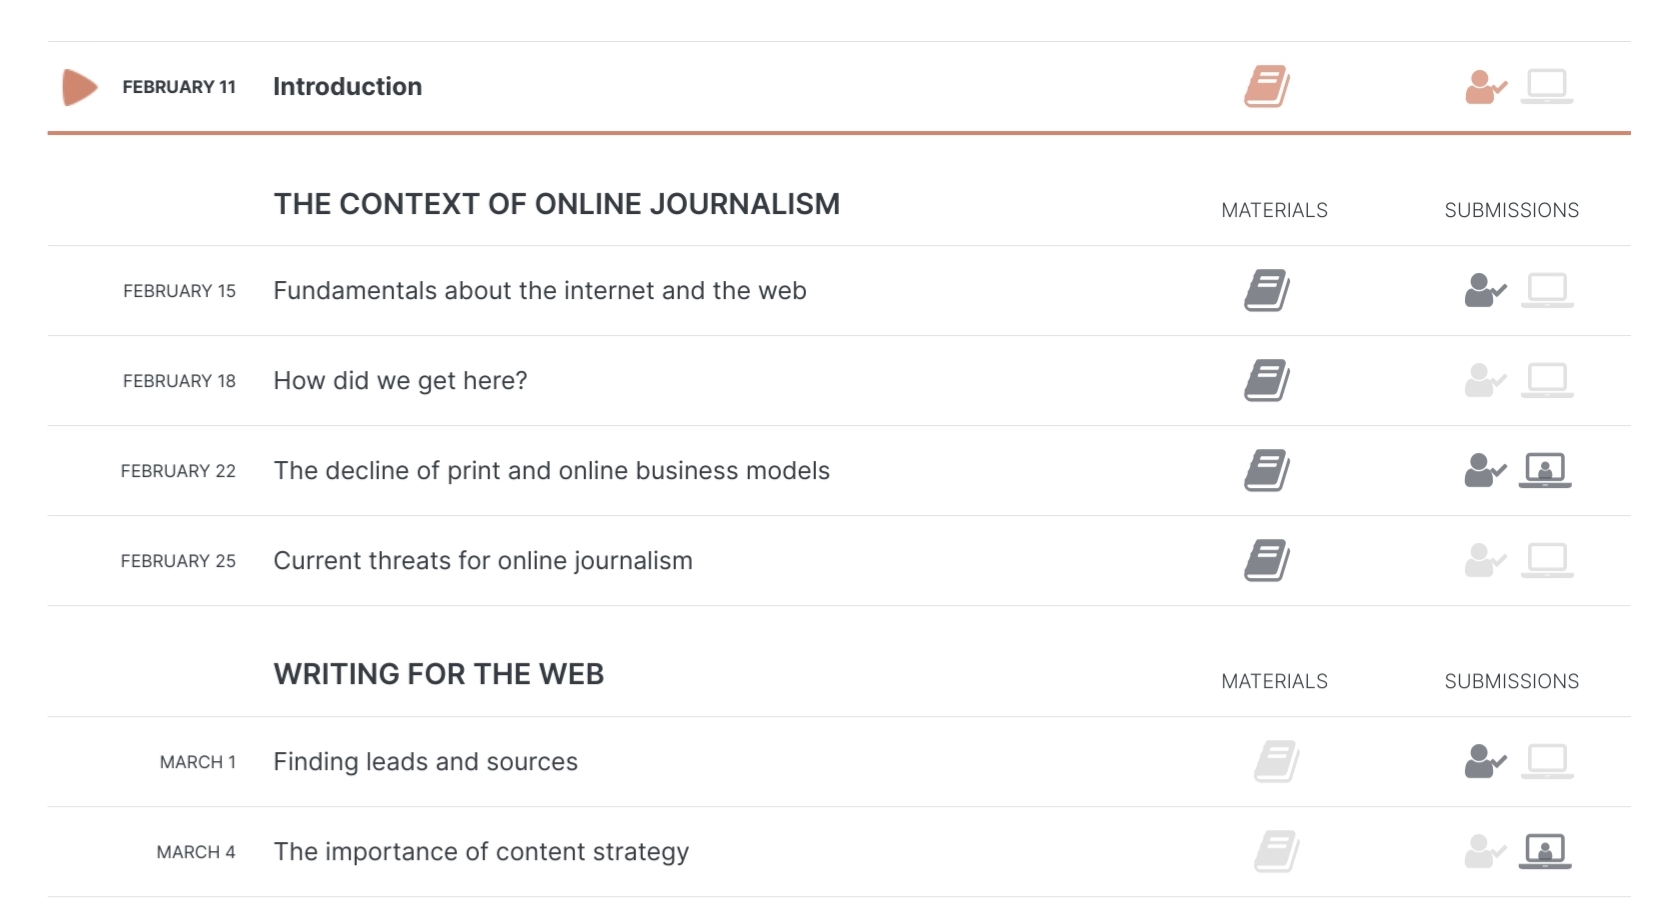 FEBRUARY 11 Introduction
THE CONTEXT OF ONLINE JOURNALISM MATERIALS SUBMISSIONS
FEBRUARY 15 Fundamentals about the internet and the web
FEBRUARY 18 How did we get here?
FEBRUARY 22 The decline of print and online business models
FEBRUARY 25 Current threats for online journalism
WRITING FOR THE WEB MATERIALS SUBMISSIONS
MARCH 1 Finding leads and sources
MARCH 4 The importance of content strategy